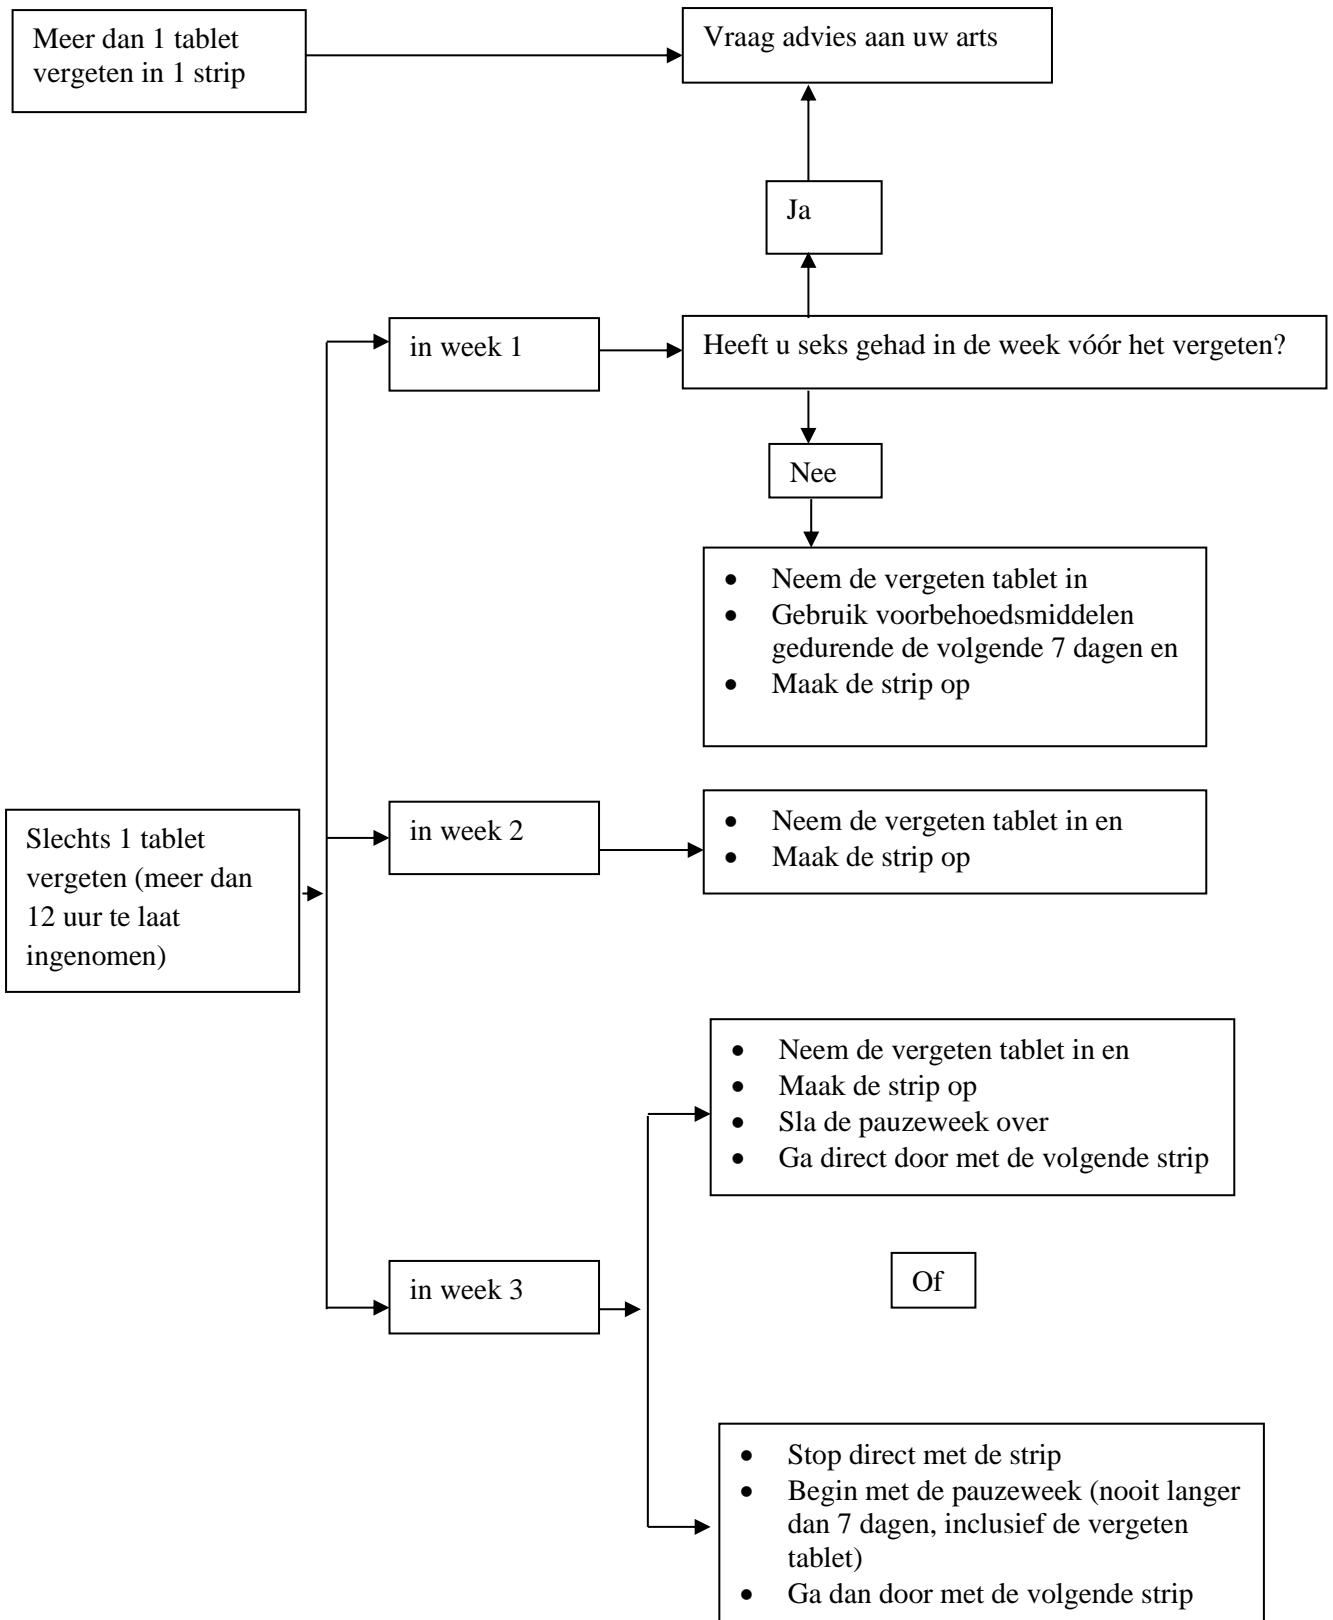 Meer dan 1 tablet
vergeten in 1 strip
Vraag advies aan uw arts
Ja
in week 1
Heeft u seks gehad in de week vóór het vergeten?
Nee
• Neem de vergeten tablet in
• Gebruik voorbehoedsmiddelen
gedurende de volgende 7 dagen en
• Maak de strip op
Slechts 1 tablet
vergeten (meer dan
12 uur te laat
ingenomen)
in week 2
• Neem de vergeten tablet in en
• Maak de strip op
• Neem de vergeten tablet in en
• Maak de strip op
• Sla de pauzeweek over
• Ga direct door met de volgende strip
in week 3
Of
• Stop direct met de strip
• Begin met de pauzeweek (nooit langer
dan 7 dagen, inclusief de vergeten
tablet)
• Ga dan door met de volgende strip